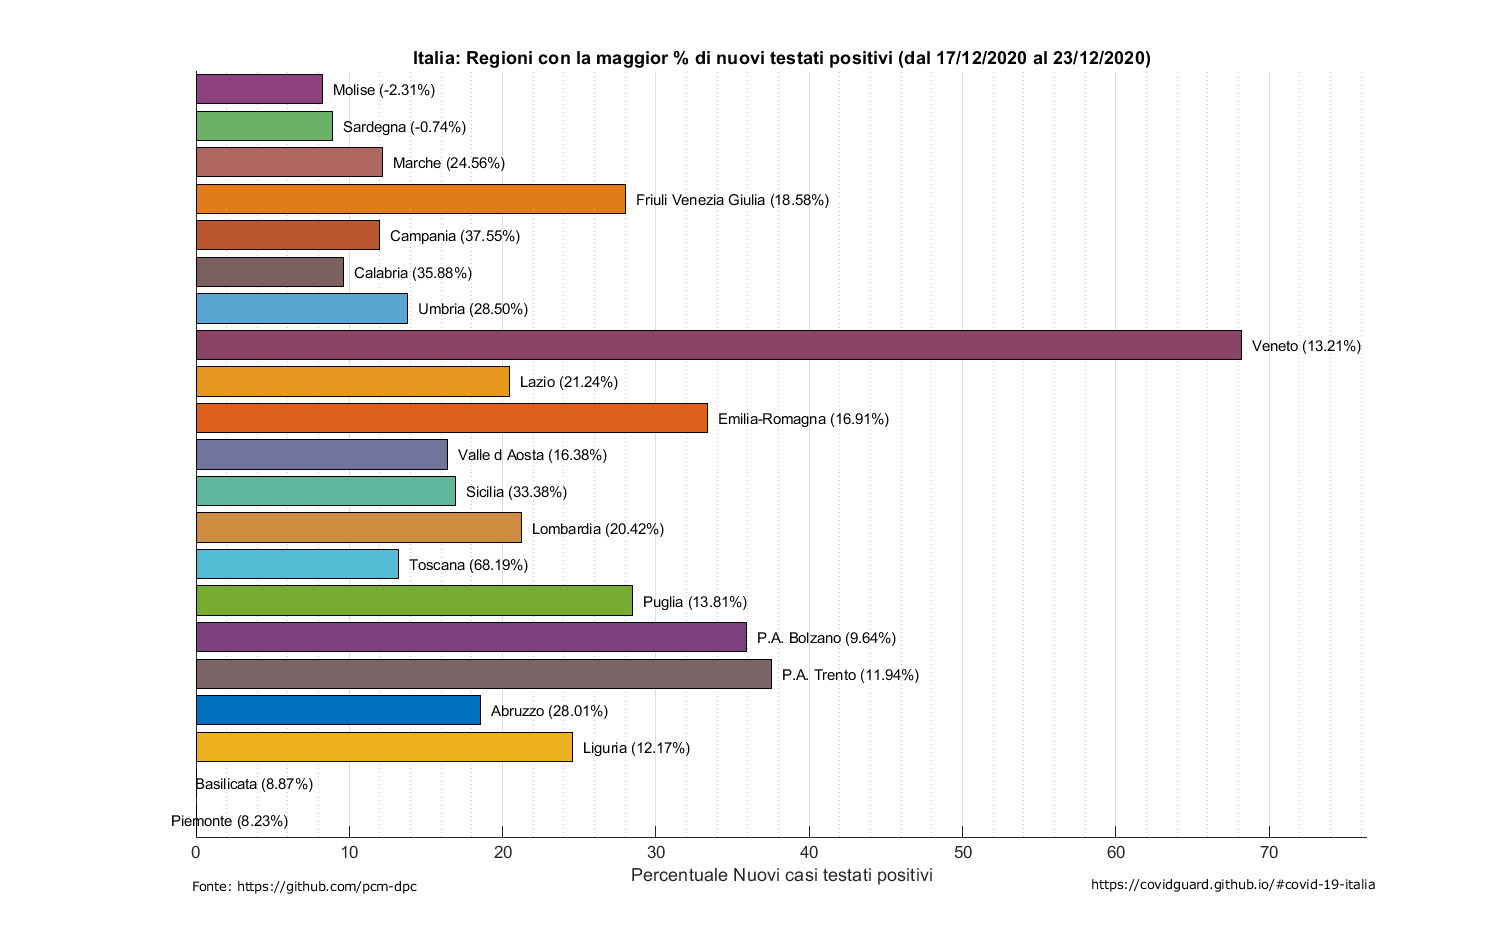 Italia: Regioni con la maggior % di nuovi testati positivi (dal 17/12/2020 al 23/12/2020)
Molise (-2.31%)
Sardegna (-0.74%)
Marche (24.56%)
Friuli Venezia Giulia (18.58%)
Campania (37.55%)
Calabria (35.88%)
Umbria (28.50%)
Veneto (13.21%)
Lazio (21.24%)
Emilia-Romagna (16.91%)
Valle d Aosta (16.38%)
Sicilia (33.38%)
Lombardia (20.42%)
Toscana (68.19%)
Puglia (13.81%)
P.A. Bolzano (9.64%)
P.A. Trento (11.94%)
Abruzzo (28.01%)
Liguria (12.17%)
Basilicata (8.87%)
Piemonte (8.23%)
0 10 20 30 40 50 60 70
Percentuale Nuovi casi testati positivi
Fonte: https://github.com/pcm-dpc
https://covidguard.github.io/#covid-19-italia